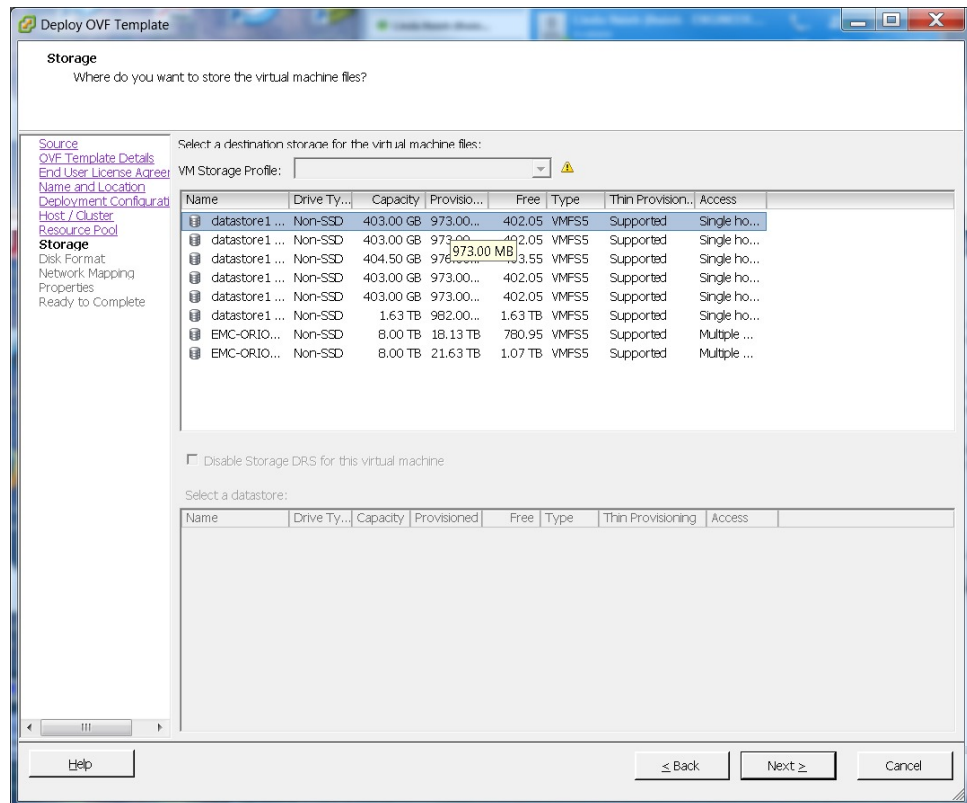 Deploy OVF Template
Storage
Where do you want to store the virtual machine files?
Source
OVF Template Details
End User License Agreer
Name and Location
Deployment Configurati
Host / Cluster
Resource Pool
Storage
Disk Format
Network Mapping
Properties
Ready to Complete
Select a destination storage for the virtual machine files:
VM Storage Profile:
Name Drive Ty... Capacity Provisio... Free Type Thin Provision.. Access
datastore1 ... Non-SSD 403.00 GB 973.00... 402.05 VMFS5 Supported Single ho...
datastore1 ... Non-SSD 403.00 GB 973.00... 402.05 VMFS5 Supported Single ho...
973.00 MB
datastore1 ... Non-SSD 404.50 GB 976.00... 403.55 VMFS5 Supported Single ho...
datastore1 ... Non-SSD 403.00 GB 973.00... 402.05 VMFS5 Supported Single ho...
datastore1 ... Non-SSD 403.00 GB 973.00... 402.05 VMFS5 Supported Single ho...
datastore1 ... Non-SSD 1.63 TB 982.00... 1.63 TB VMFS5 Supported Single ho...
EMC-ORIO... Non-SSD 8.00 TB 18.13 TB 780.95 VMFS5 Supported Multiple ...
EMC-ORIO... Non-SSD 8.00 TB 21.63 TB 1.07 TB VMFS5 Supported Multiple ...
Disable Storage DRS for this virtual machine
Select a datastore:
Name Drive Ty... Capacity Provisioned Free Type Thin Provisioning Access
Help
≤ Back
Next ≥
Cancel